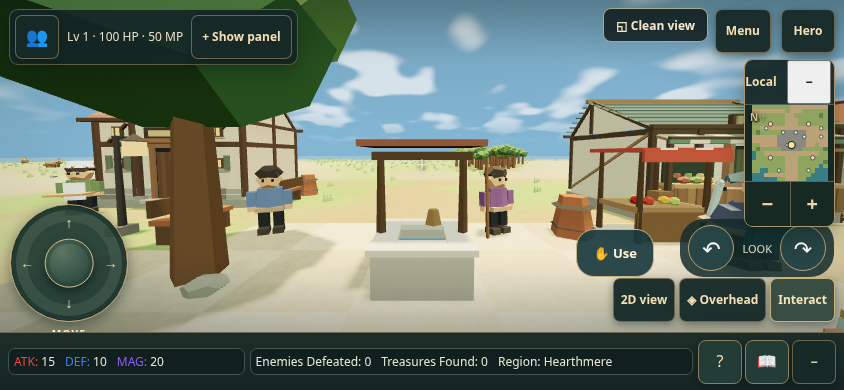 Lv 1 · 100 HP · 50 MP
+ Show panel
Clean view
Menu
Hero
Local
–
N
− +
Use
LOOK
2D view
◈ Overhead
Interact
MOVE
ATK: 15 DEF: 10 MAG: 20
Enemies Defeated: 0 Treasures Found: 0 Region: Hearthmere
?
–